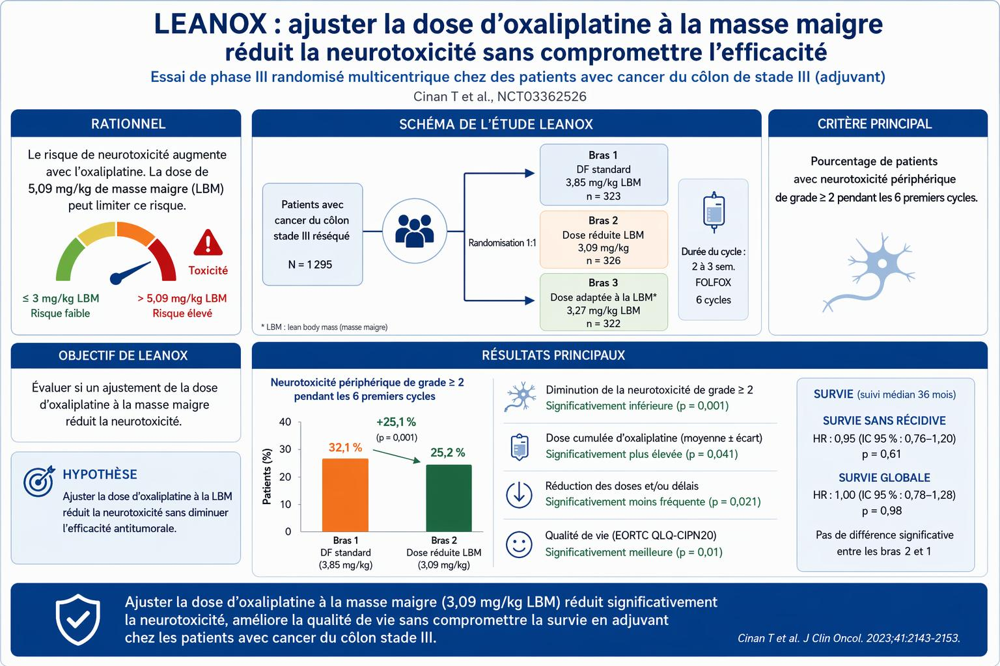 LEANOX : ajuster la dose d’oxaliplatine à la masse maigre
réduit la neurotoxicité sans compromettre l’efficacité
Essai de phase III randomisé multicentrique chez des patients avec cancer du côlon de stade III (adjuvant)
Cinan T et al., NCT03362526
RATIONNEL
Le risque de neurotoxicité augmente
avec l’oxaliplatine. La dose de
5,09 mg/kg de masse maigre (LBM)
peut limiter ce risque.
Toxicité
≤ 3 mg/kg LBM
Risque faible
> 5,09 mg/kg LBM
Risque élevé
SCHÉMA DE L’ÉTUDE LEANOX
Patients avec
cancer du côlon
stade III réséqué
N = 1 295
Randomisation 1:1
Bras 1
DF standard
3,85 mg/kg LBM
n = 323
Bras 2
Dose réduite LBM
3,09 mg/kg
n = 326
Bras 3
Dose adaptée à la LBM*
3,27 mg/kg LBM
n = 322
Durée du cycle :
2 à 3 sem.
FOLFOX
6 cycles
* LBM : lean body mass (masse maigre)
CRITÈRE PRINCIPAL
Pourcentage de patients
avec neurotoxicité périphérique
de grade ≥ 2 pendant les 6 premiers cycles.
OBJECTIF DE LEANOX
Évaluer si un ajustement de la dose
d’oxaliplatine à la masse maigre
réduit la neurotoxicité.
HYPOTHÈSE
Ajuster la dose d’oxaliplatine à la LBM
réduit la neurotoxicité sans diminuer
l’efficacité antitumorale.
RÉSULTATS PRINCIPAUX
Neurotoxicité périphérique de grade ≥ 2
pendant les 6 premiers cycles
Patients (%)
40
30
20
10
0
32,1 %
+25,1 %
(p = 0,001)
25,2 %
Bras 1
DF standard
(3,85 mg/kg)
Bras 2
Dose réduite LBM
(3,09 mg/kg)
Diminution de la neurotoxicité de grade ≥ 2
Significativement inférieure (p = 0,001)
Dose cumulée d’oxaliplatine (moyenne ± écart)
Significativement plus élevée (p = 0,041)
Réduction des doses et/ou délais
Significativement moins fréquente (p = 0,021)
Qualité de vie (EORTC QLQ-CIPN20)
Significativement meilleure (p = 0,01)
SURVIE (suivi médian 36 mois)
SURVIE SANS RÉCIDIVE
HR : 0,95 (IC 95 % : 0,76–1,20)
p = 0,61
SURVIE GLOBALE
HR : 1,00 (IC 95 % : 0,78–1,28)
p = 0,98
Pas de différence significative
entre les bras 2 et 1
Ajuster la dose d’oxaliplatine à la masse maigre (3,09 mg/kg LBM) réduit significativement
la neurotoxicité, améliore la qualité de vie sans compromettre la survie en adjuvant
chez les patients avec cancer du côlon stade III.
Cinan T et al. J Clin Oncol. 2023;41:2143-2153.